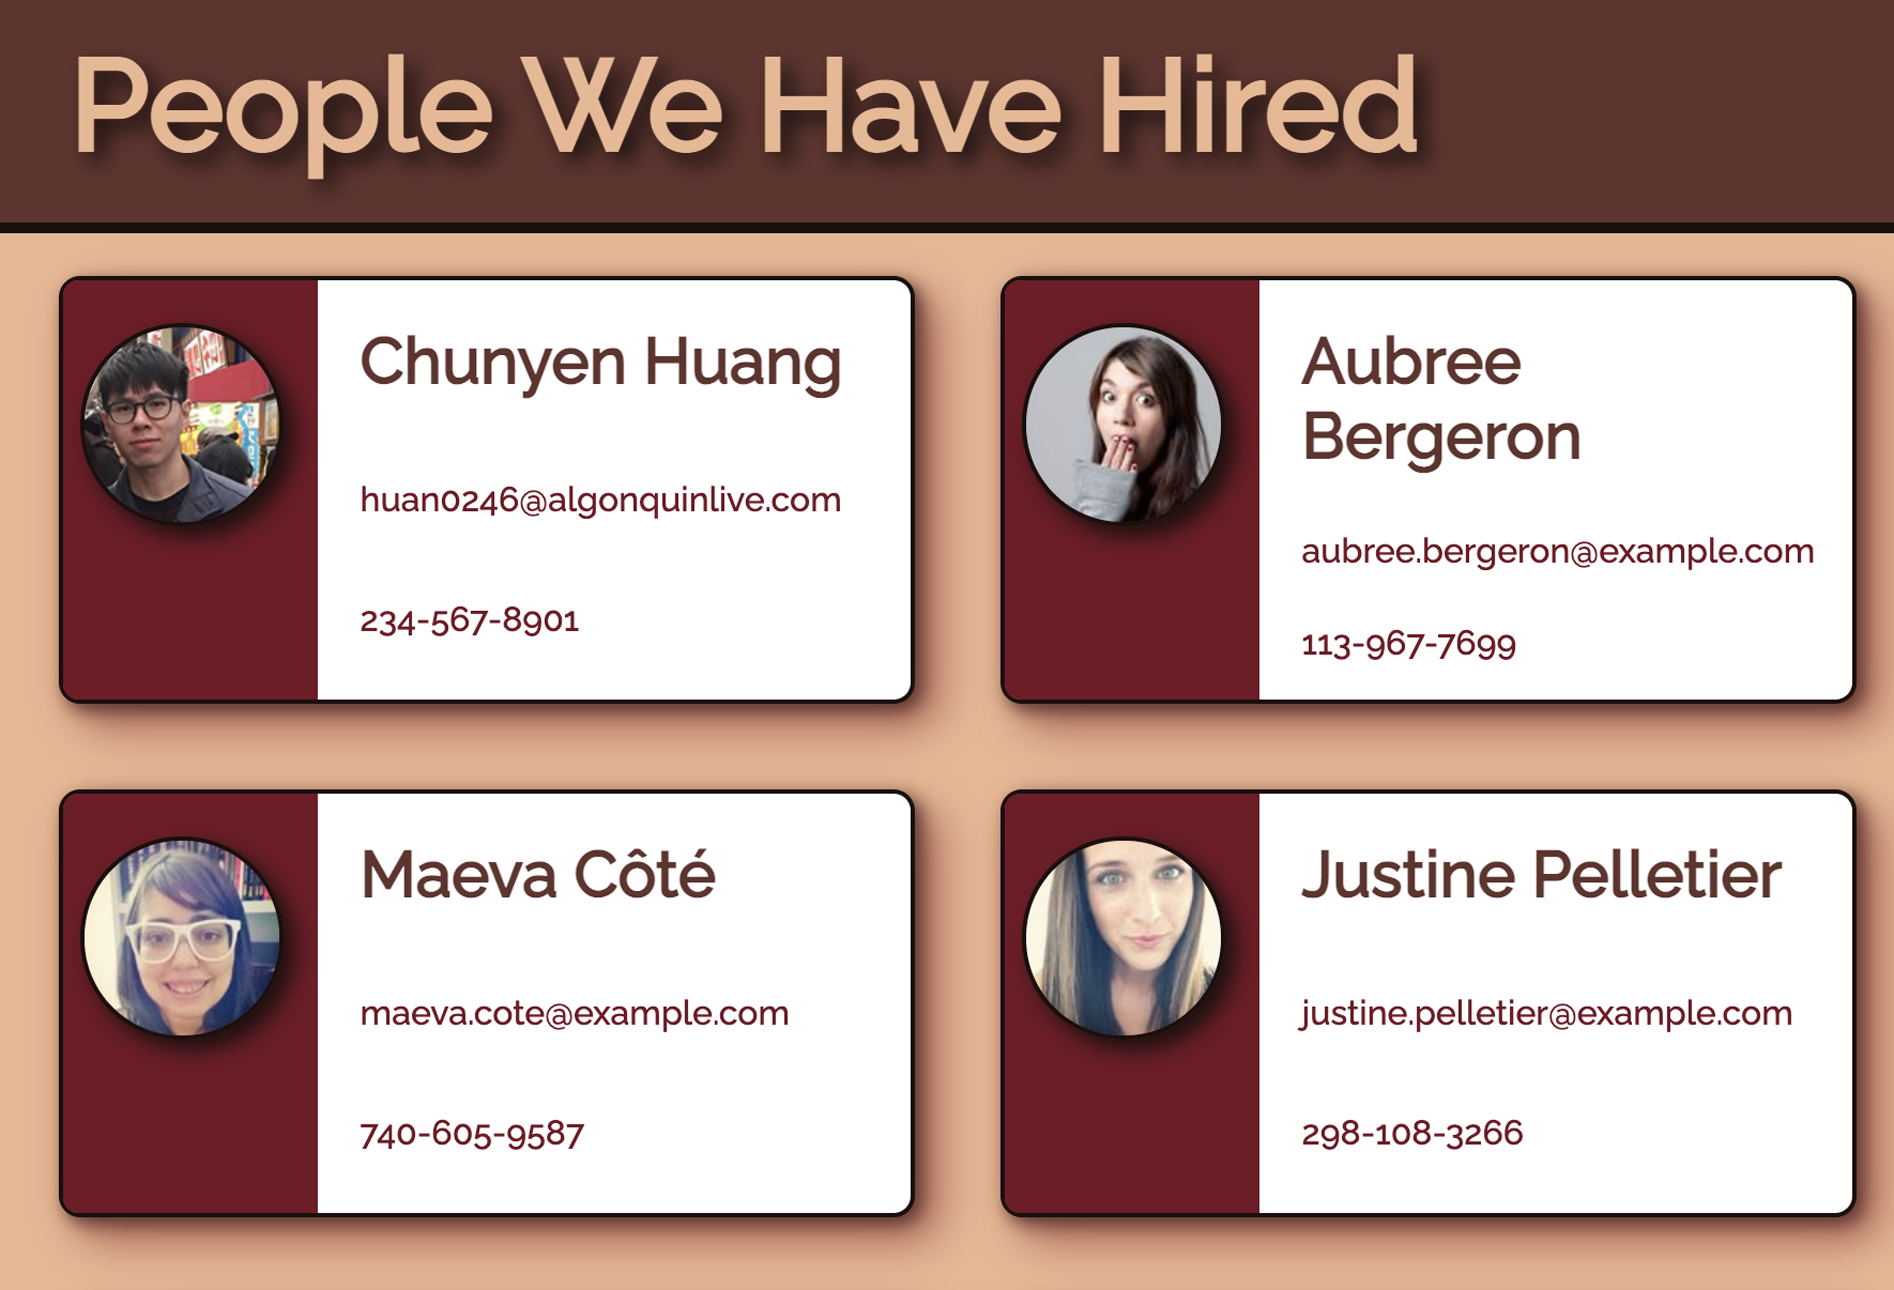 People We Have Hired
Chunyen Huang
huan0246@algonquinlive.com
234-567-8901
Aubree
Bergeron
aubree.bergeron@example.com
113-967-7699
Maeva Côté
maeva.cote@example.com
740-605-9587
Justine Pelletier
justine.pelletier@example.com
298-108-3266